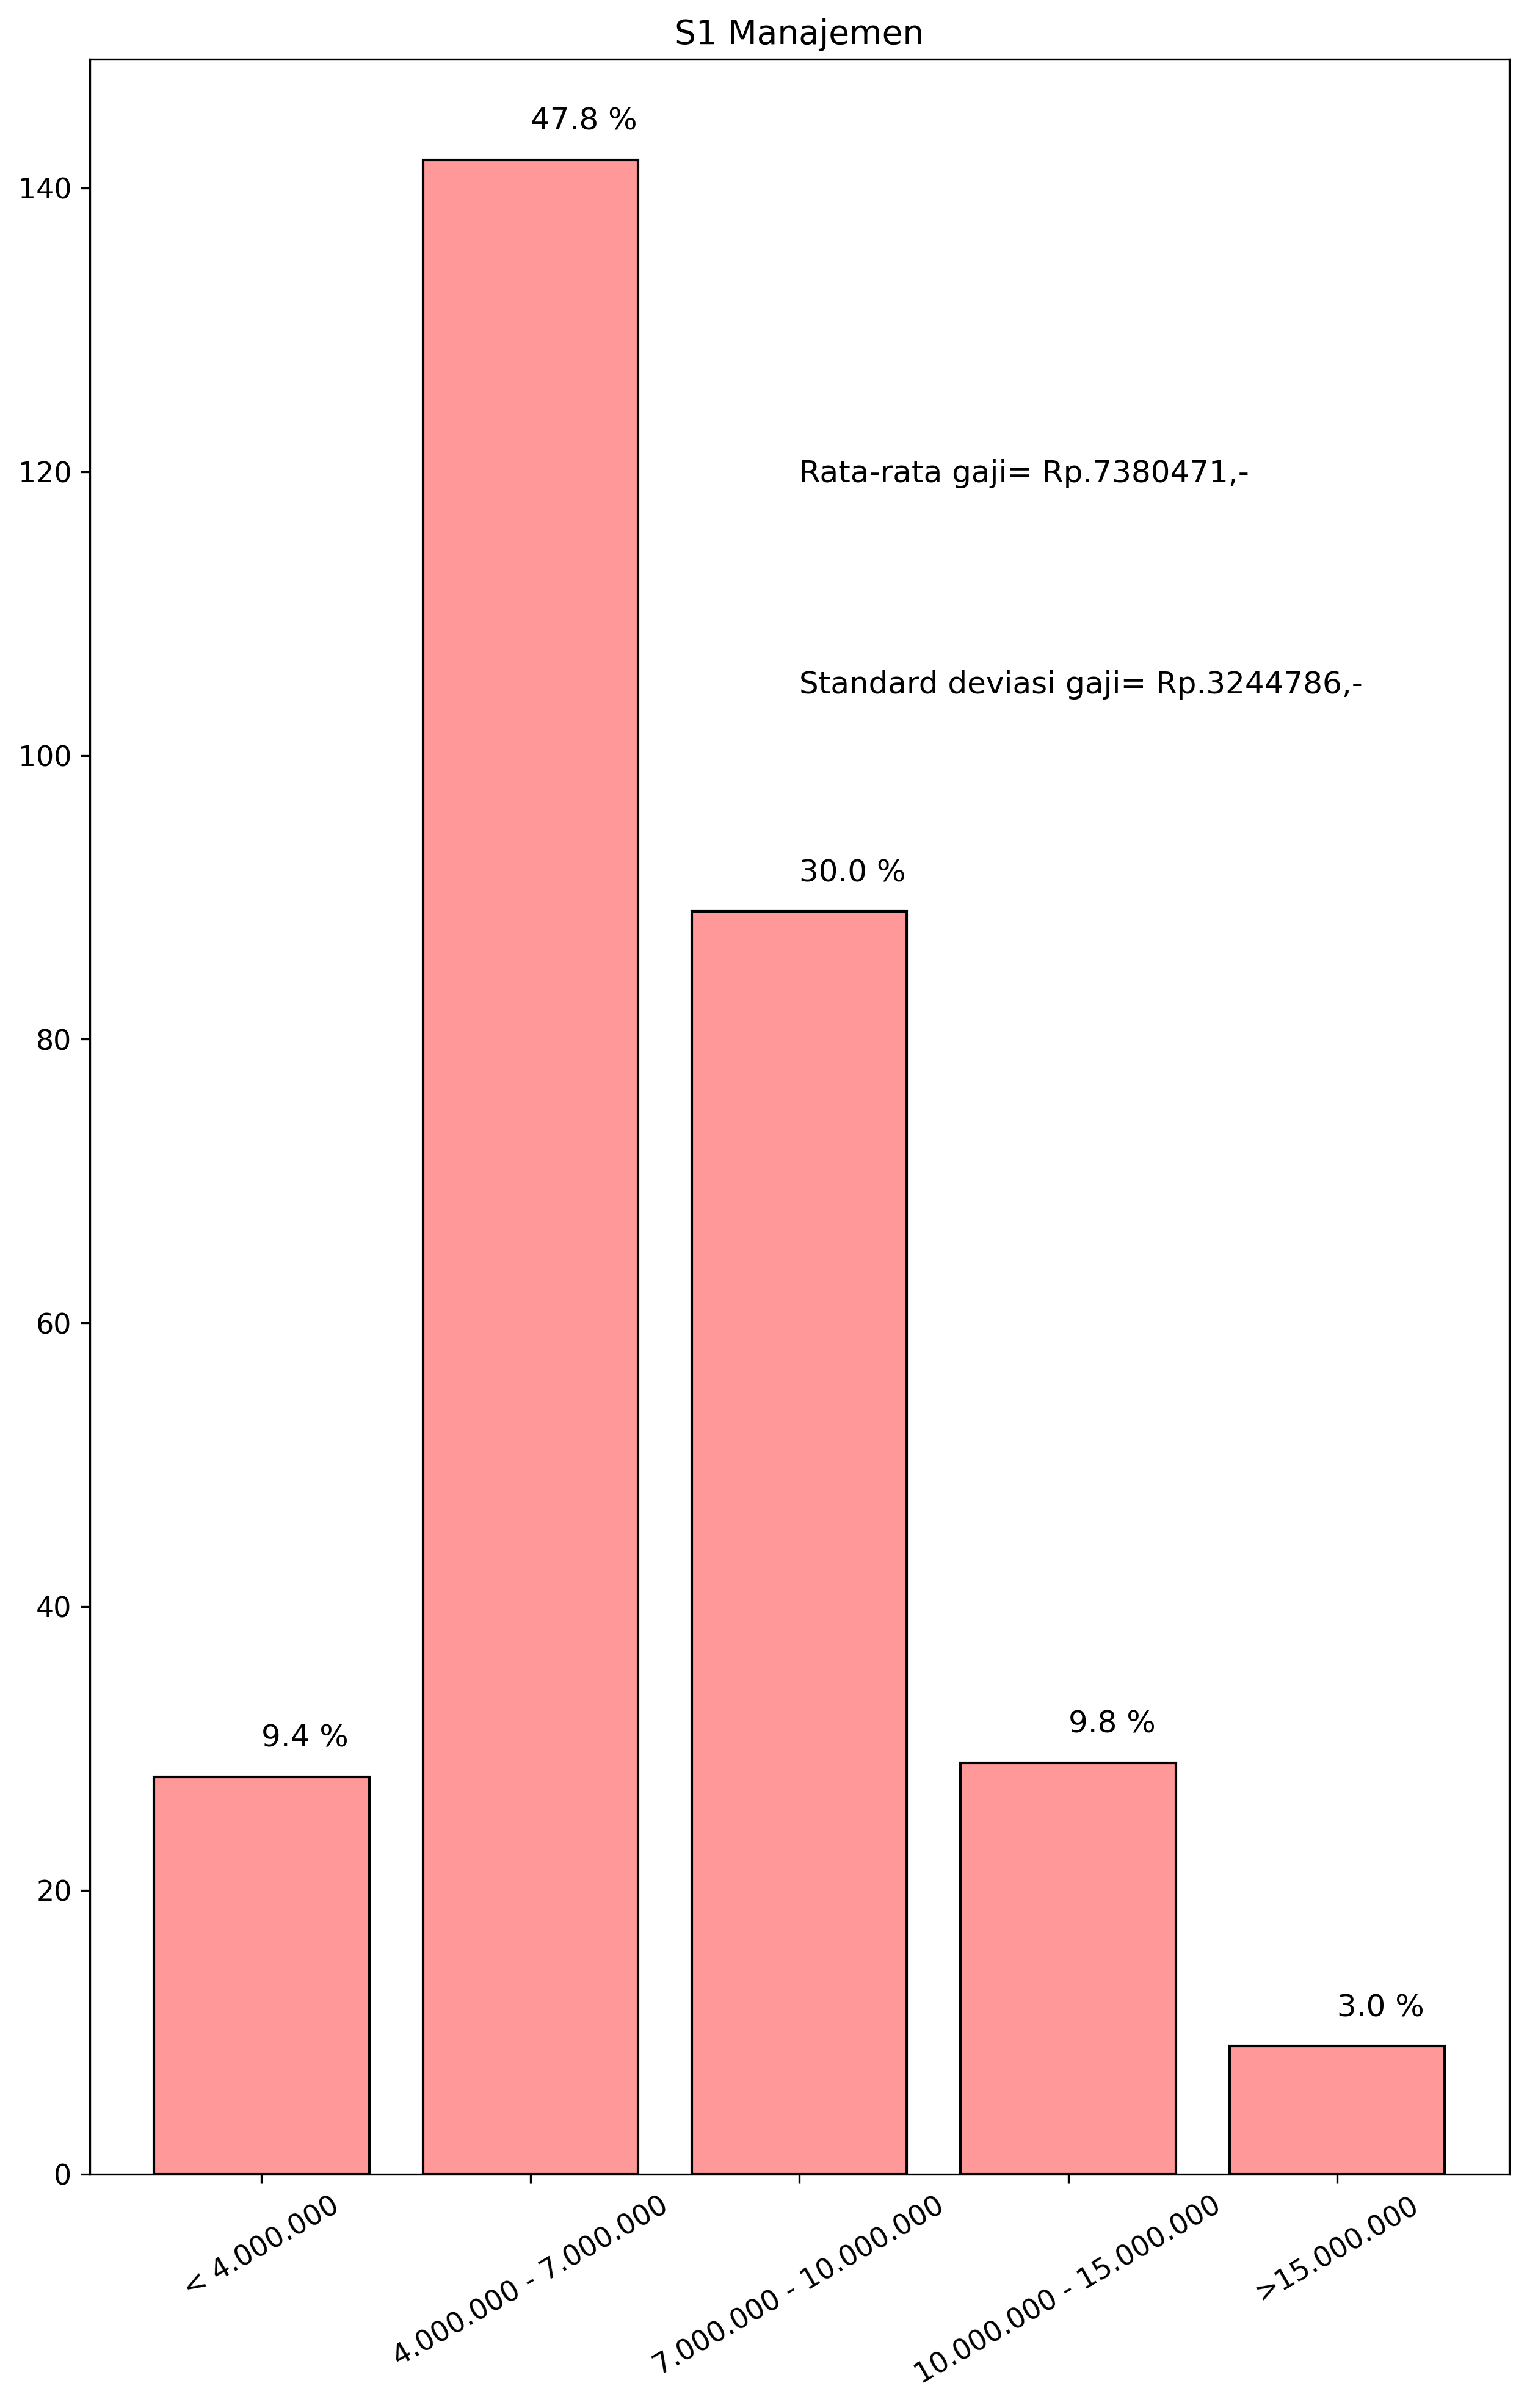 S1 Manajemen
47.8 %
140
120
Rata-rata gaji= Rp.7380471,-
Standard deviasi gaji= Rp.3244786,-
100
30.0 %
80
60
40
9.4 %
9.8 %
20
3.0 %
0
< 4.000.000
4.000.000 - 7.000.000
7.000.000 - 10.000.000
10.000.000 - 15.000.000
>15.000.000